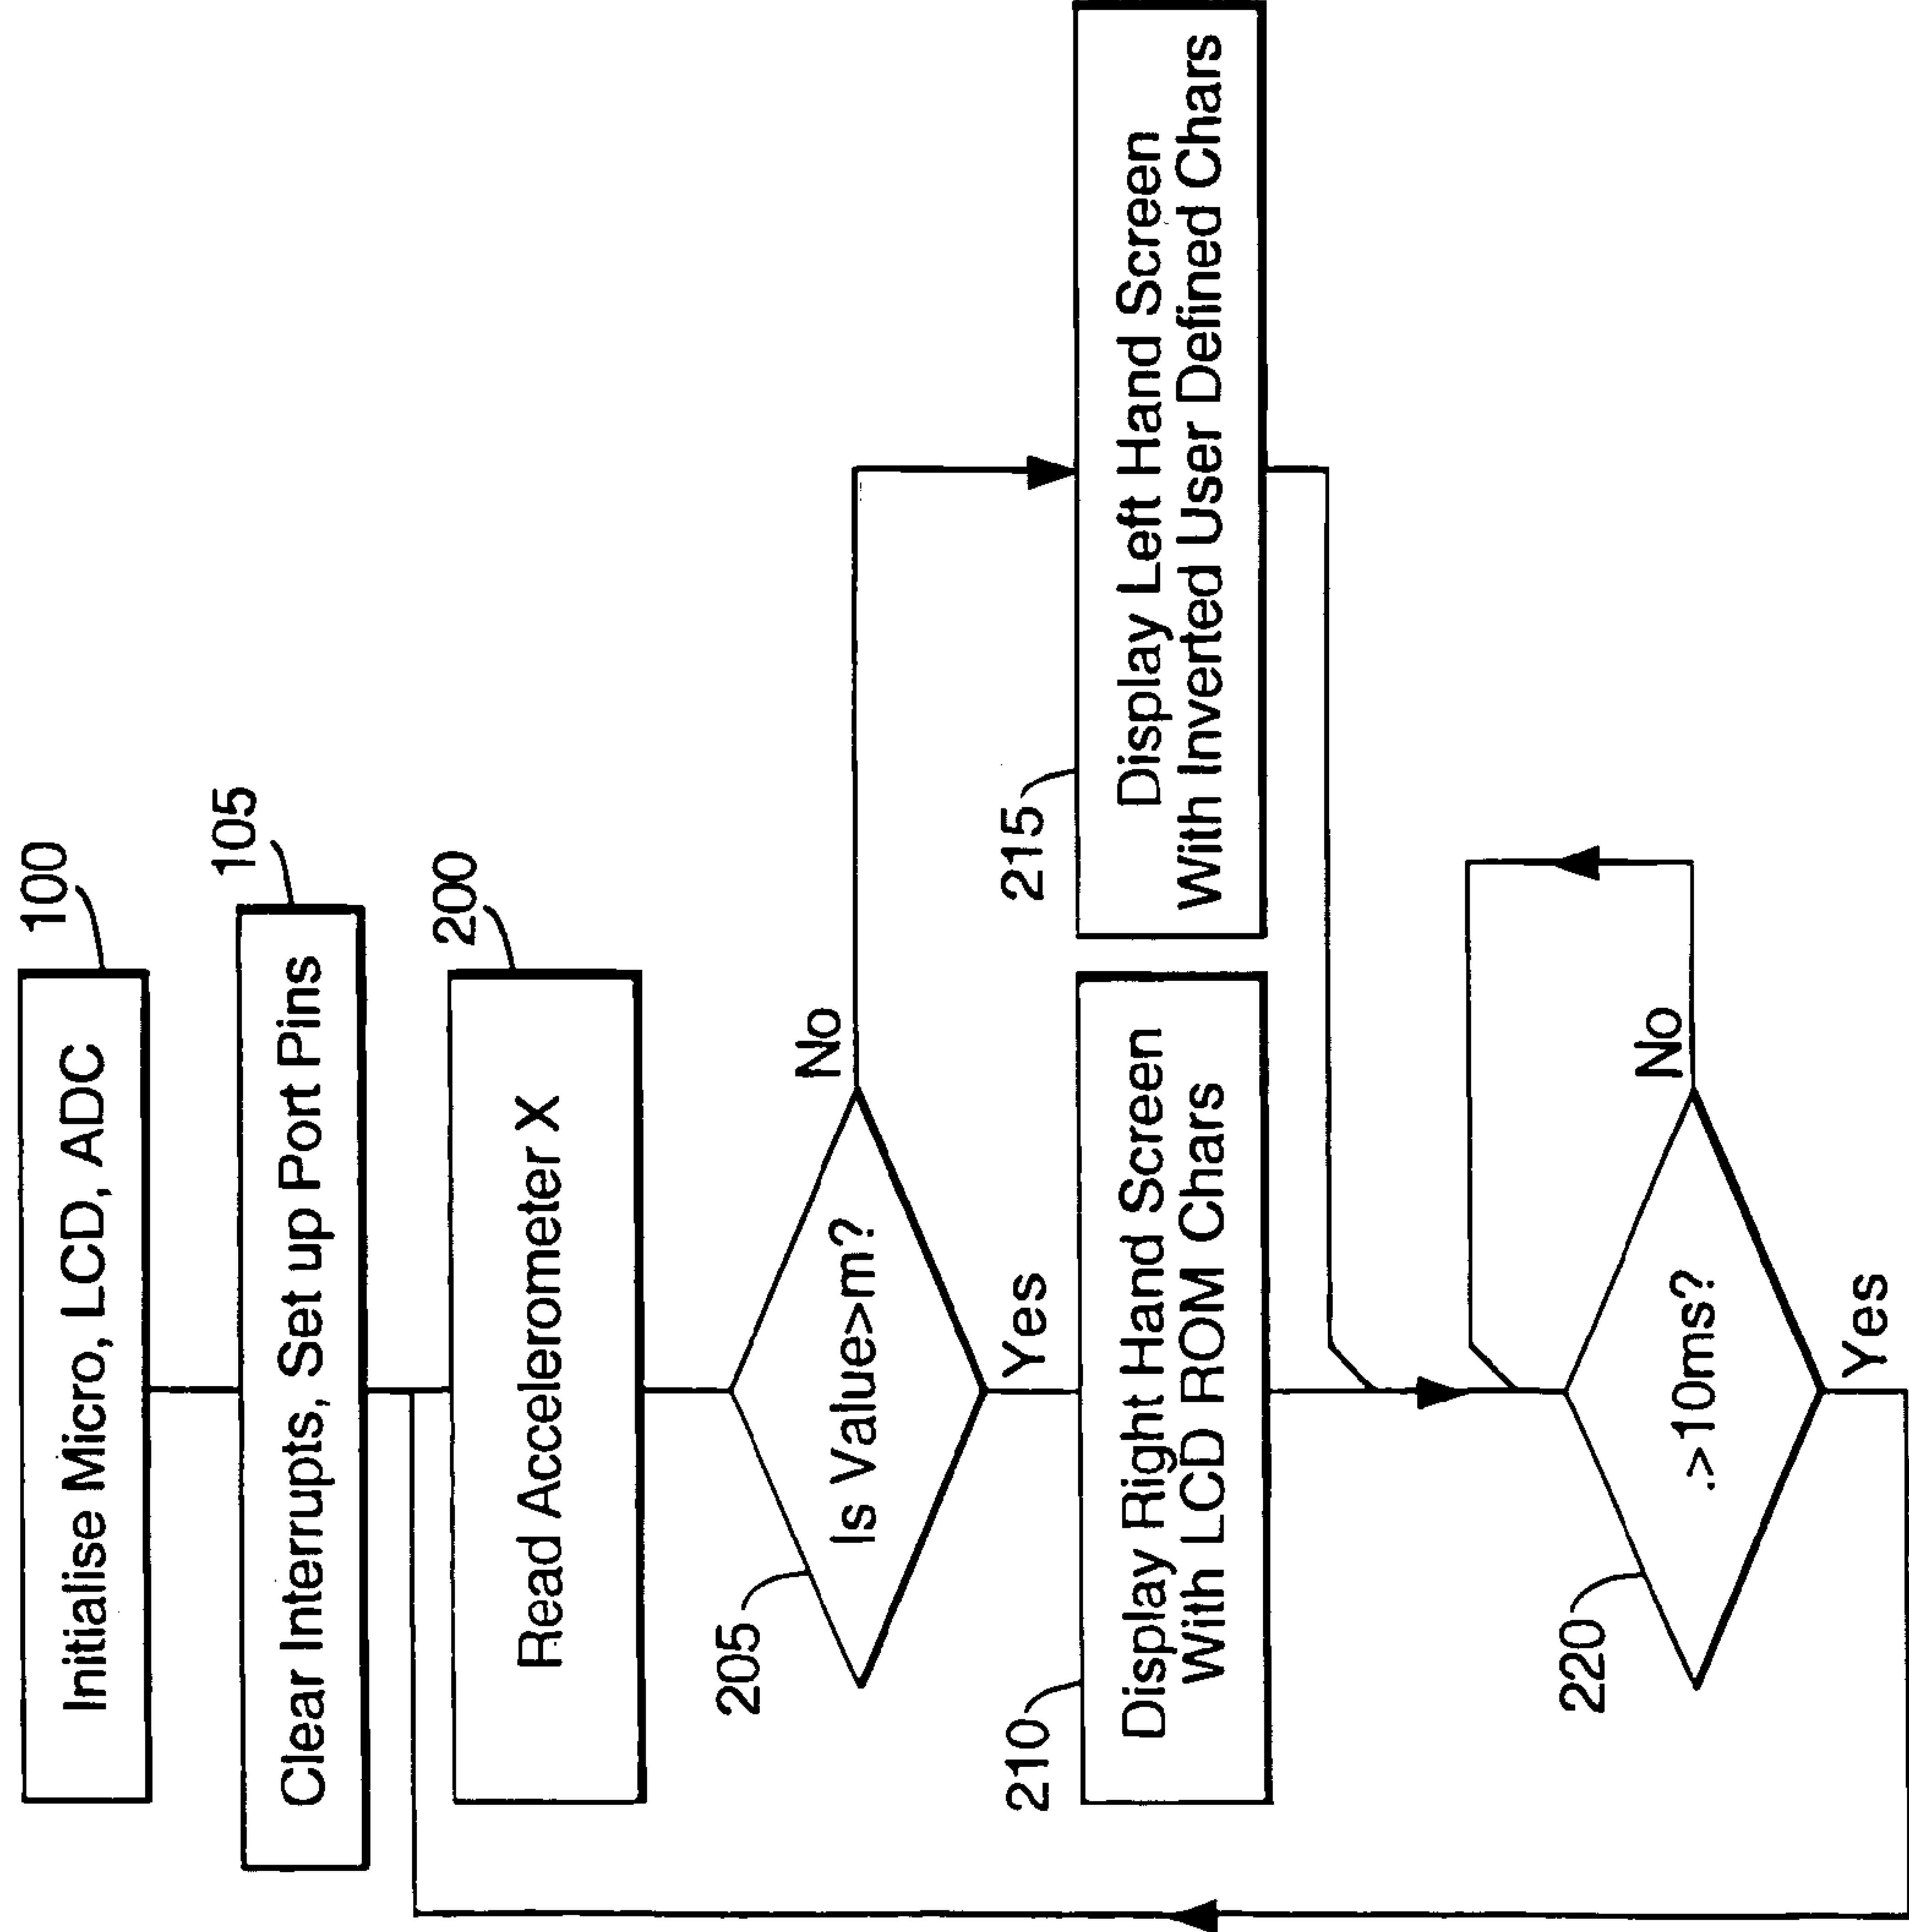 100
Initialise Micro, LCD, ADC
105
Clear Interrupts, Set up Port Pins
200
Read Accelerometer X
205
Is Value>m?
No
Yes
210
Display Right Hand Screen
With LCD ROM Chars
215
Display Left Hand Screen
With Inverted User Defined Chars
220
.>10ms?
No
Yes